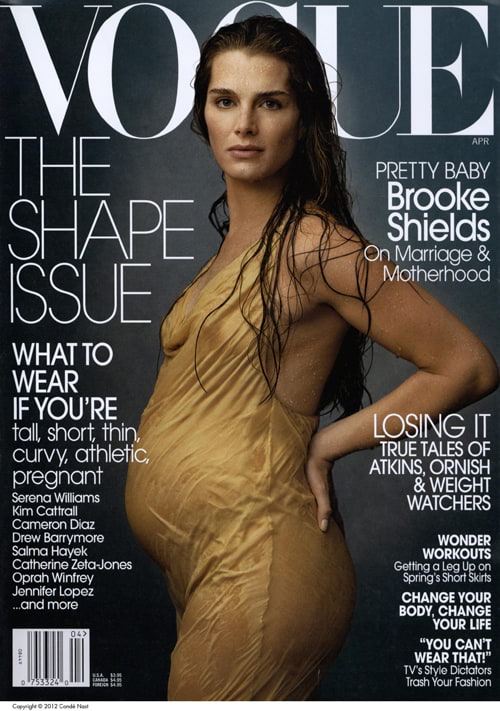 VOGUE
APR
THE
SHAPE
ISSUE
PRETTY BABY
Brooke
Shields
On Marriage &
Motherhood
WHAT TO
WEAR
IF YOU'RE
tall, short, thin,
curvy, athletic,
pregnant
Serena Williams
Kim Cattrall
Cameron Diaz
Drew Barrymore
Salma Hayek
Catherine Zeta-Jones
Oprah Winfrey
Jennifer Lopez
...and more
LOSING IT
TRUE TALES OF
ATKINS, ORNISH
& WEIGHT
WATCHERS
WONDER
WORKOUTS
Getting a Leg Up on
Spring's Short Skirts
CHANGE YOUR
BODY, CHANGE
YOUR LIFE
"YOU CAN'T
WEAR THAT!"
TV's Style Dictators
Trash Your Fashion
04>
0 753324 0
U.S.A. $3.95
CANADA $4.95
FOREIGN $4.95
Copyright © 2012 Condé Nast